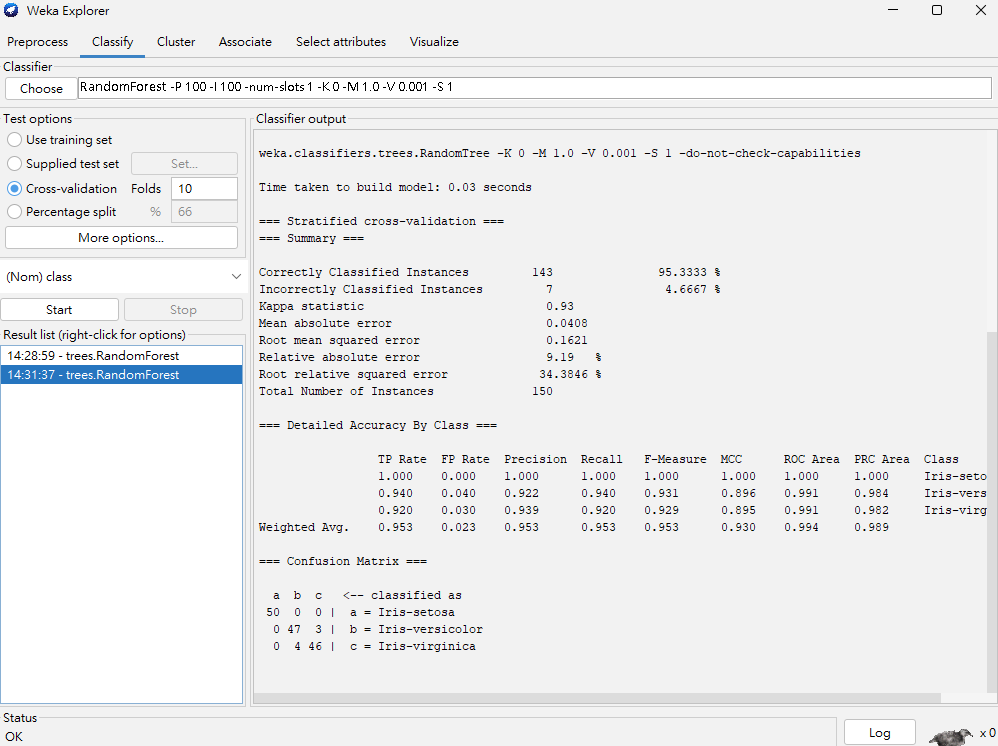 Weka Explorer
Preprocess Classify Cluster Associate Select attributes Visualize
Classifier
Choose RandomForest -P 100 -I 100 -num-slots 1 -K 0 -M 1.0 -V 0.001 -S 1
Test options
Use training set
Supplied test set Set...
Cross-validation Folds 10
Percentage split % 66
More options...
(Nom) class
Start Stop
Result list (right-click for options)
14:28:59 - trees.RandomForest
14:31:37 - trees.RandomForest
Classifier output
weka.classifiers.trees.RandomTree -K 0 -M 1.0 -V 0.001 -S 1 -do-not-check-capabilities
Time taken to build model: 0.03 seconds
=== Stratified cross-validation ===
=== Summary ===
Correctly Classified Instances 143 95.3333 %
Incorrectly Classified Instances 7 4.6667 %
Kappa statistic 0.93
Mean absolute error 0.0408
Root mean squared error 0.1621
Relative absolute error 9.19 %
Root relative squared error 34.3846 %
Total Number of Instances 150
=== Detailed Accuracy By Class ===
TP Rate FP Rate Precision Recall F-Measure MCC ROC Area PRC Area Class
1.000 0.000 1.000 1.000 1.000 1.000 1.000 1.000 Iris-seto
0.940 0.040 0.922 0.940 0.931 0.896 0.991 0.984 Iris-vers
0.920 0.030 0.939 0.920 0.929 0.895 0.991 0.982 Iris-virg
Weighted Avg. 0.953 0.023 0.953 0.953 0.953 0.930 0.994 0.989
=== Confusion Matrix ===
a b c <-- classified as
50 0 0 | a = Iris-setosa
0 47 3 | b = Iris-versicolor
0 4 46 | c = Iris-virginica
Status
OK
Log
x 0